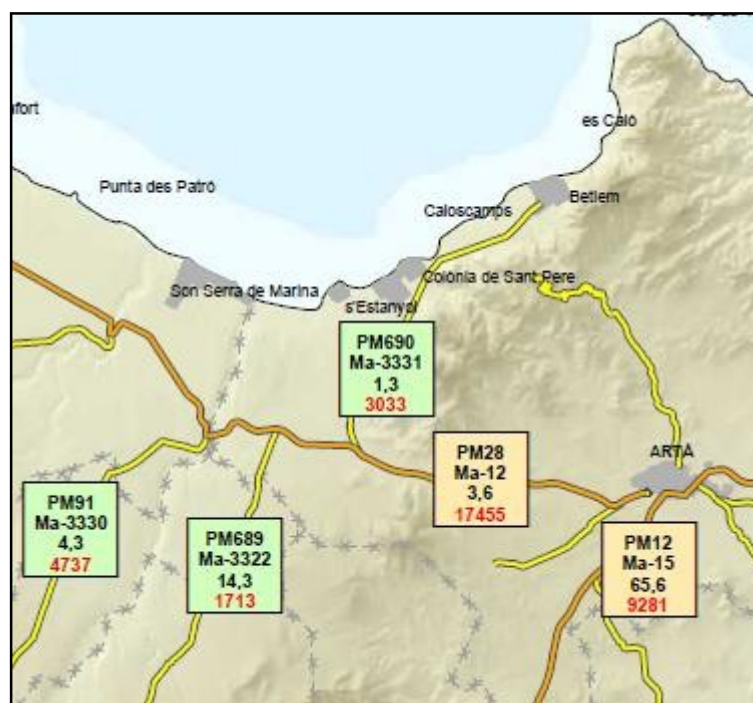 nfort
es Caló
Punta des Patró
Betlem
Caloscamps
Colònia de Sant Pere
Son Serra de Marina
s'Estanyol
PM690
Ma-3331
1,3
3033
PM28
Ma-12
3,6
17455
ARTÀ
PM91
Ma-3330
4,3
4737
PM689
Ma-3322
14,3
1713
PM12
Ma-15
65,6
9281